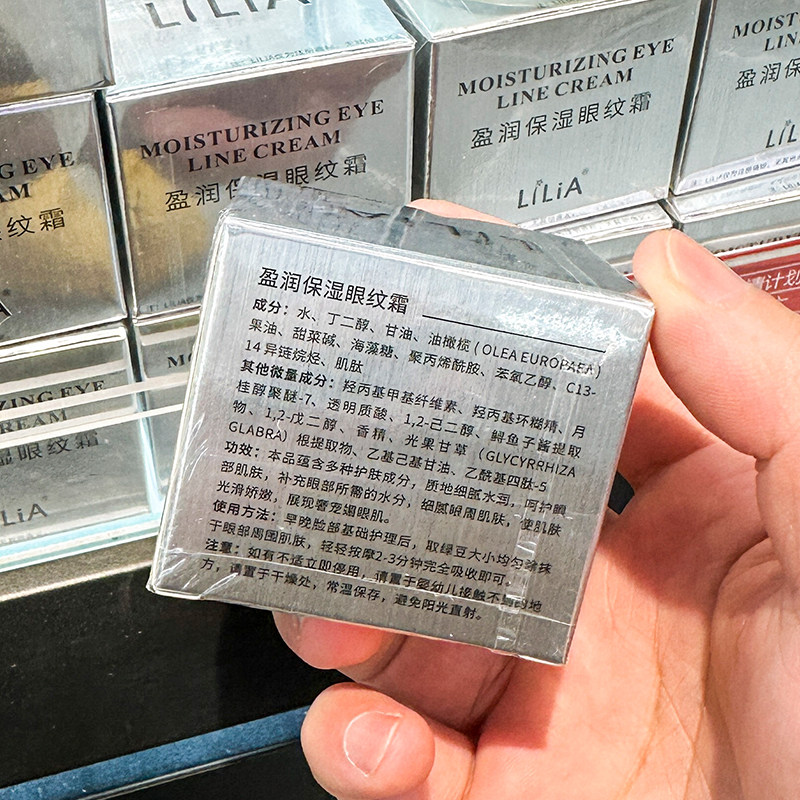 LiLiA
MOISTURIZING EYE
LINE CREAM
盈润保湿眼纹霜
MOISTURIZING EYE
LINE CREAM
盈润保湿眼纹霜
LiLiA®
MOISTURIZING
LIN
盈润保
LiL
G EYE
AM
纹霜
ZING EYE
CREAM
保湿眼纹霜
LiA®
盈润保湿眼纹霜
成分：水、丁二醇、甘油、油橄榄（OLEA EUROPAEA）
果油、甜菜碱、海藻糖、聚丙烯酰胺、苯氧乙醇、C13-
14 异链烷烃、肌肽
其他微量成分：羟丙基甲基纤维素、羟丙基环糊精、月
桂醇聚醚-7、透明质酸、1,2-己二醇、鲟鱼子酱提取
物、1,2-戊二醇、香精、光果甘草（GLYCYRRHIZA
GLABRA）根提取物、乙基己基甘油、乙酰基四肽-5
功效：本品蕴含多种护肤成分，质地细腻水润，呵护眼
部肌肤，补充眼部所需的水分，细腻眼周肌肤，使肌肤
光滑娇嫩，展现奢宠媚眼肌。
使用方法：早晚脸部基础护理后，取绿豆大小均匀涂抹
于眼部周围肌肤，轻轻按摩2-3分钟完全吸收即可。
注意：如有不适立即停用，请置于婴幼儿接触不到的地
方，请置于干燥处，常温保存，避免阳光直射。